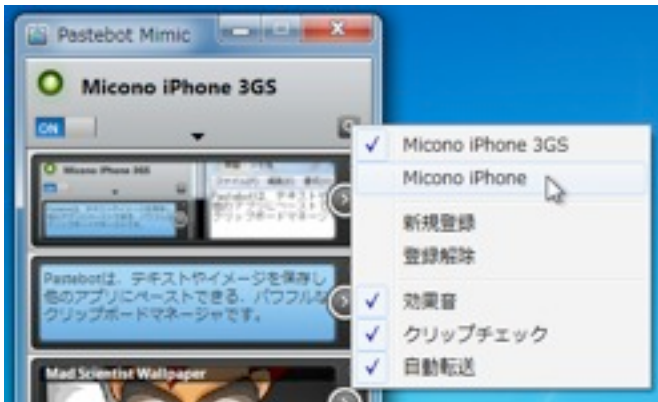 Pastebot Mimic
Micono iPhone 3GS
ON
Micono iPhone 3GS
Pastebotは、テキストやイメージを保存し
他のアプリにペーストできる、パワフルな
クリップボードマネージャです。
Mad Scientist Wallpaper
Micono iPhone 3GS
Micono iPhone
新規登録
登録解除
効果音
クリップチェック
自動転送